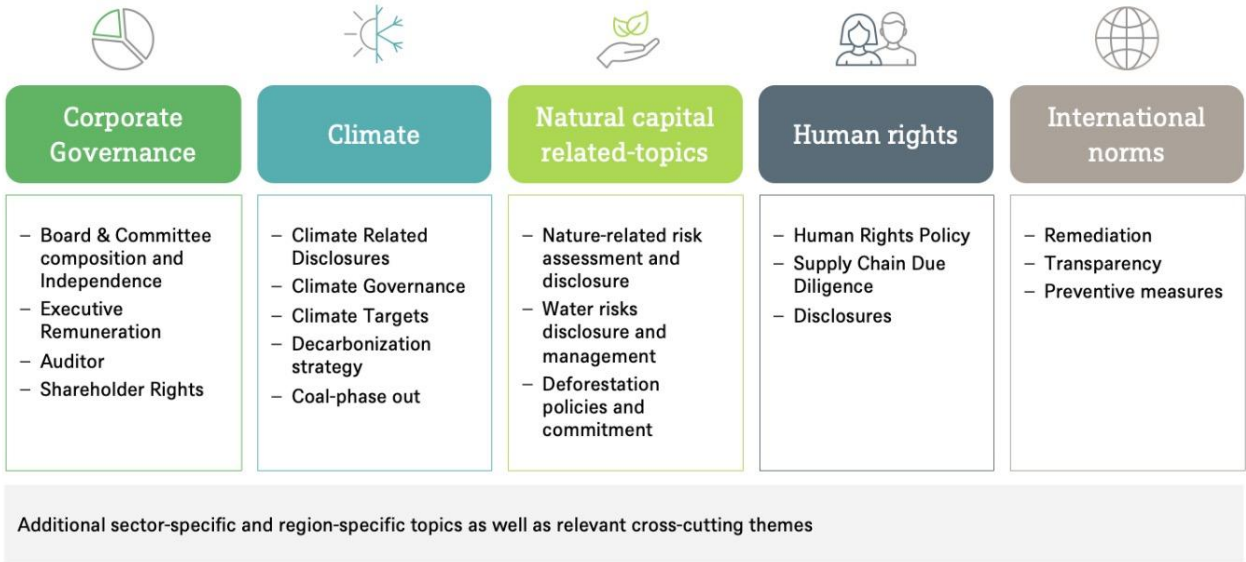 Corporate
Governance
Climate
Natural capital
related-topics
Human rights
International
norms
– Board & Committee
composition and
Independence
– Executive
Remuneration
– Auditor
– Shareholder Rights
– Climate Related
Disclosures
– Climate Governance
– Climate Targets
– Decarbonization
strategy
– Coal-phase out
– Nature-related risk
assessment and
disclosure
– Water risks
disclosure and
management
– Deforestation
policies and
commitment
– Human Rights Policy
– Supply Chain Due
Diligence
– Disclosures
– Remediation
– Transparency
– Preventive measures
Additional sector-specific and region-specific topics as well as relevant cross-cutting themes